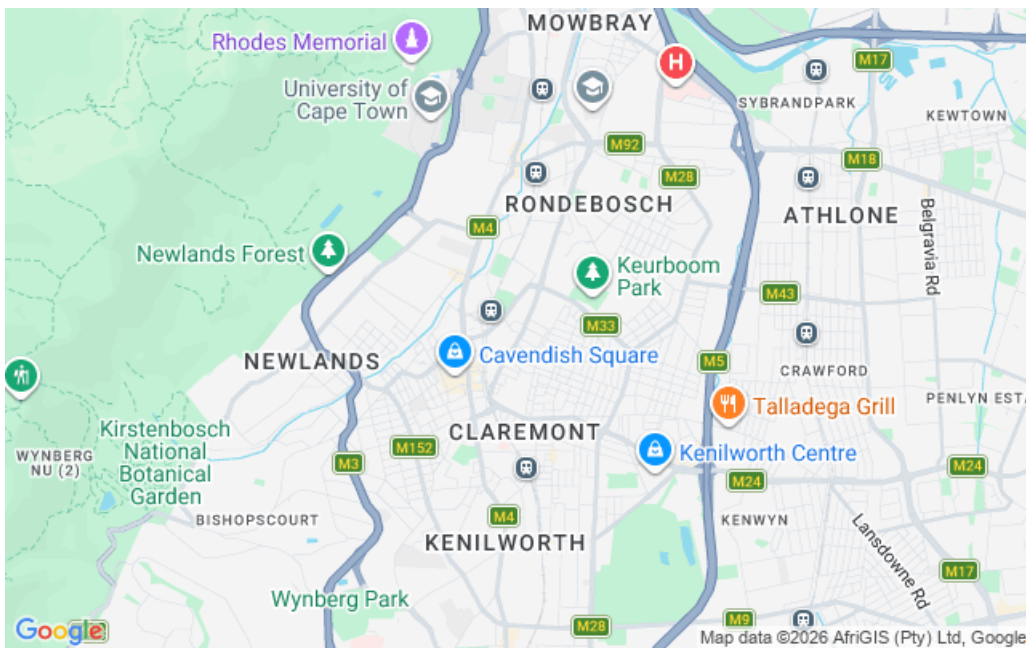 MOWBRAY
Rhodes Memorial
H
University of
Cape Town
M17
SYBRANDPARK
KEWTOWN
M92
M18
M28
RONDEBOSCH
ATHLONE
Belgravia Rd
M4
Newlands Forest
Keurboom
Park
M43
M33
NEWLANDS
Cavendish Square
M5
CRAWFORD
Talladega Grill
PENLYN ESTA
Kirstenbosch
National
Botanical
Garden
WYNBERG
NU (2)
CLAREMONT
M152
M3
Kenilworth Centre
M24
M24
BISHOPSCOURT
M4
KENWYN
Lansdowne Rd
KENILWORTH
M17
Wynberg Park
M28
M9
Google
Map data ©2026 AfriGIS (Pty) Ltd, Google